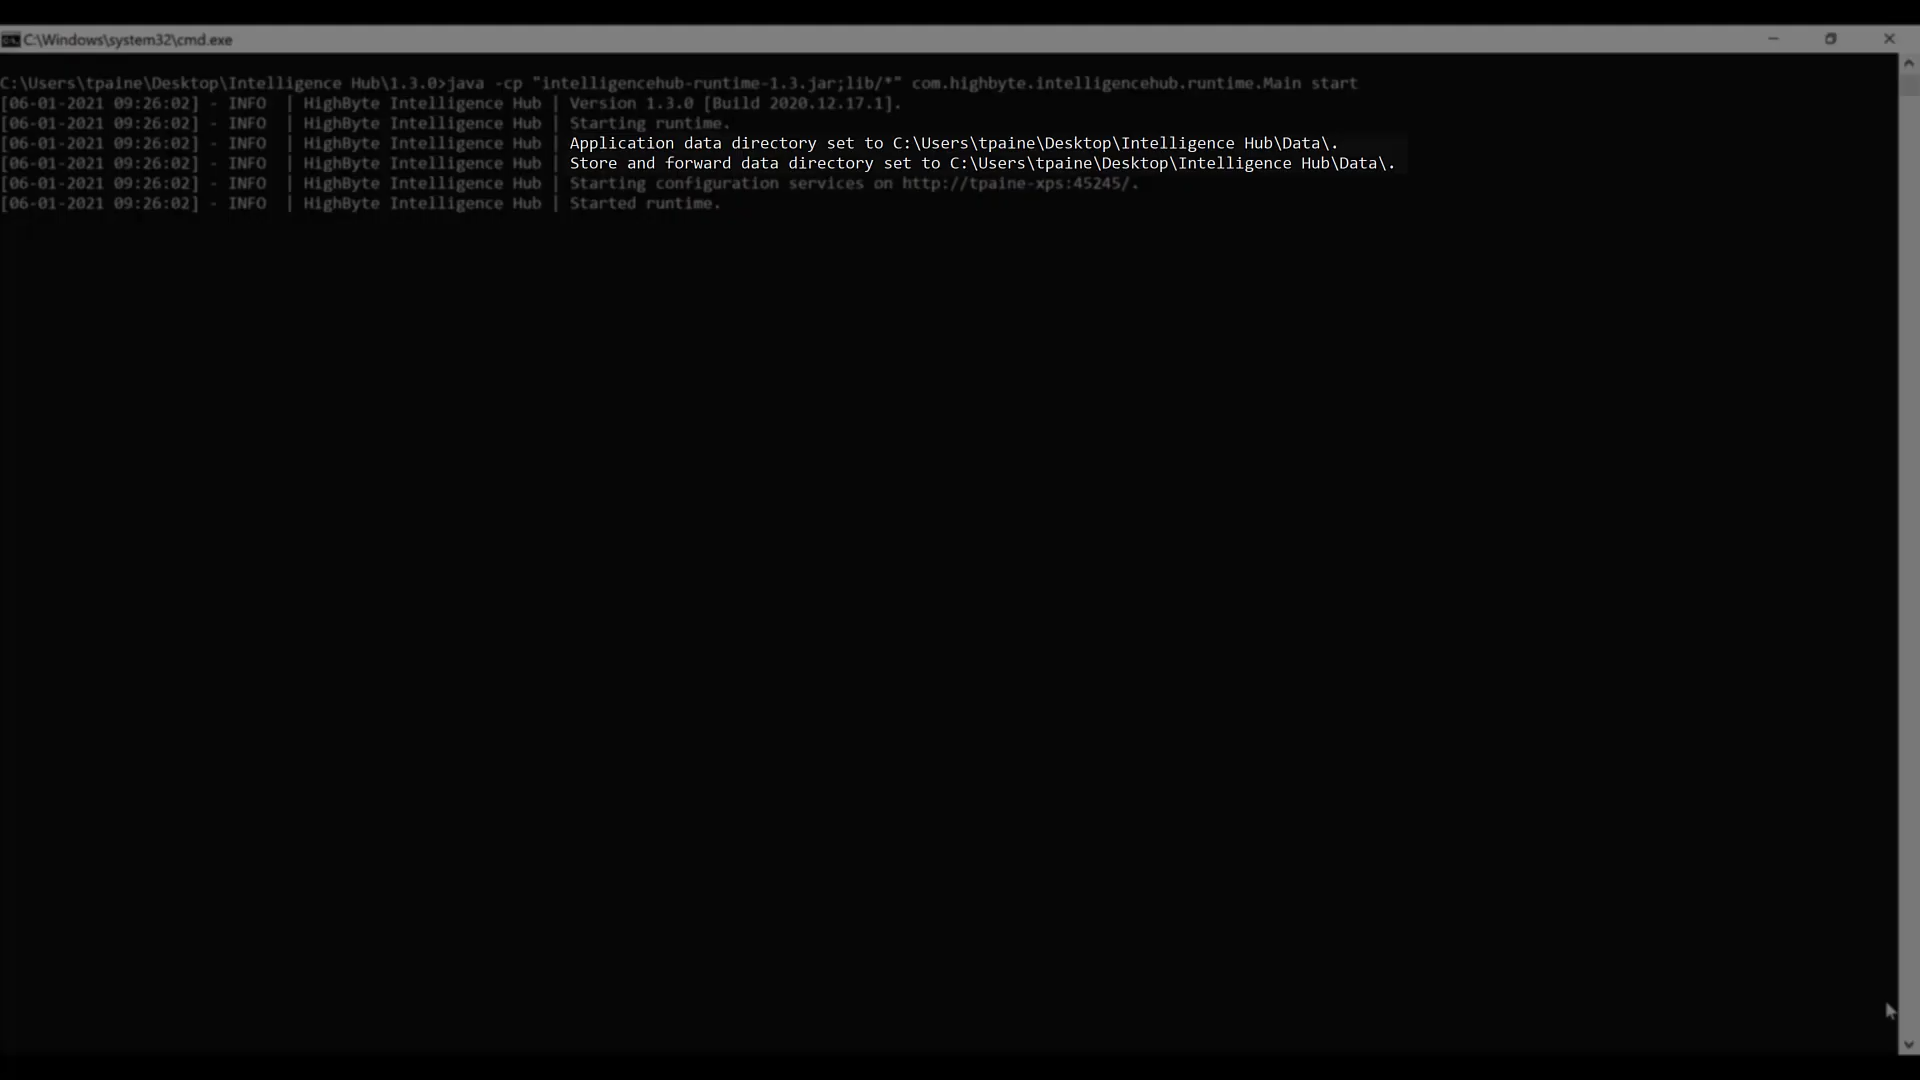 C:\Windows\system32\cmd.exe
C:\Users\tpaine\Desktop\Intelligence Hub\1.3.0>java -cp "intelligencehub-runtime-1.3.jar;lib/*" com.highbyte.intelligencehub.runtime.Main start
[06-01-2021 09:26:02] - INFO  | HighByte Intelligence Hub | Version 1.3.0 [Build 2020.12.17.1].
[06-01-2021 09:26:02] - INFO  | HighByte Intelligence Hub | Starting runtime.
[06-01-2021 09:26:02] - INFO  | HighByte Intelligence Hub | Application data directory set to C:\Users\tpaine\Desktop\Intelligence Hub\Data\.
[06-01-2021 09:26:02] - INFO  | HighByte Intelligence Hub | Store and forward data directory set to C:\Users\tpaine\Desktop\Intelligence Hub\Data\.
[06-01-2021 09:26:02] - INFO  | HighByte Intelligence Hub | Starting configuration services on http://tpaine-xps:45245/.
[06-01-2021 09:26:02] - INFO  | HighByte Intelligence Hub | Started runtime.